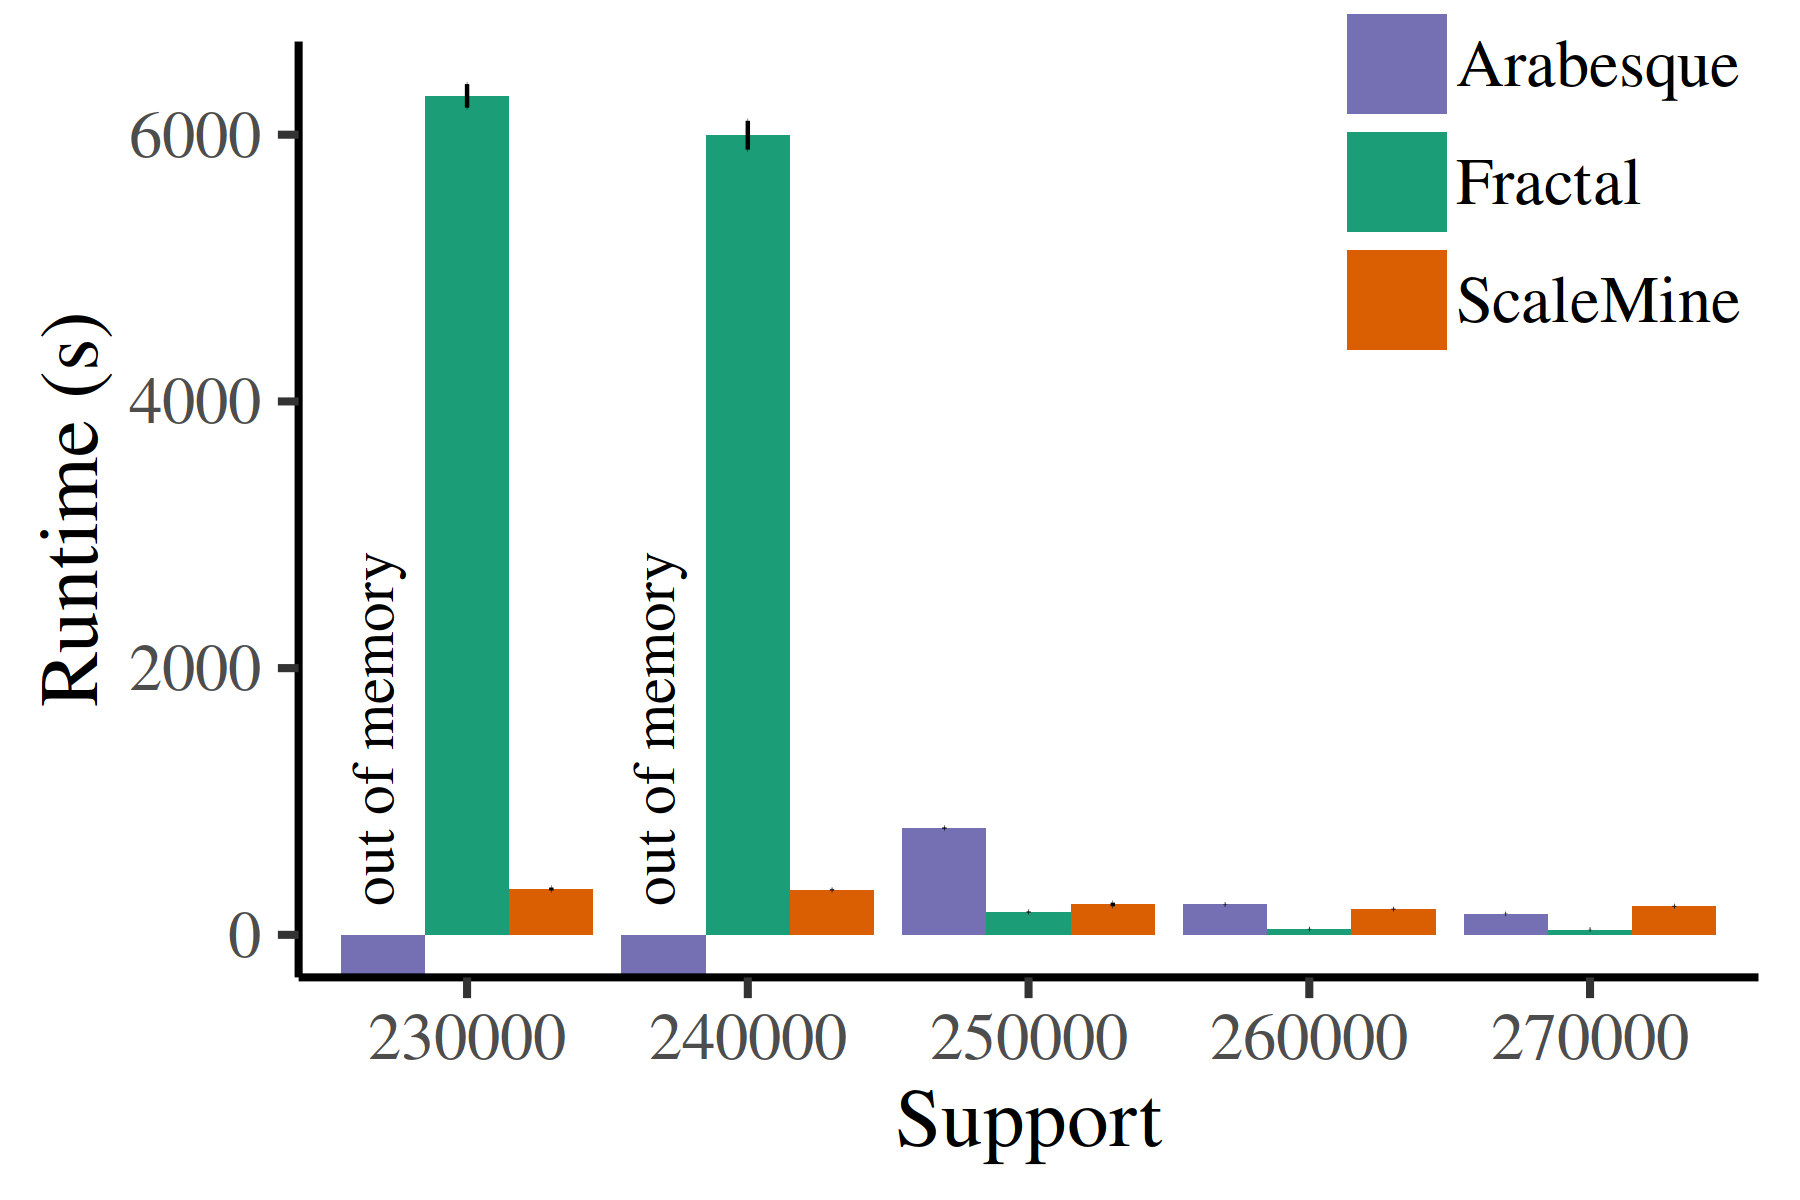 Arabesque
Fractal
ScaleMine
Runtime (s)
6000
4000
2000
0
out of memory
out of memory
230000 240000 250000 260000 270000
Support